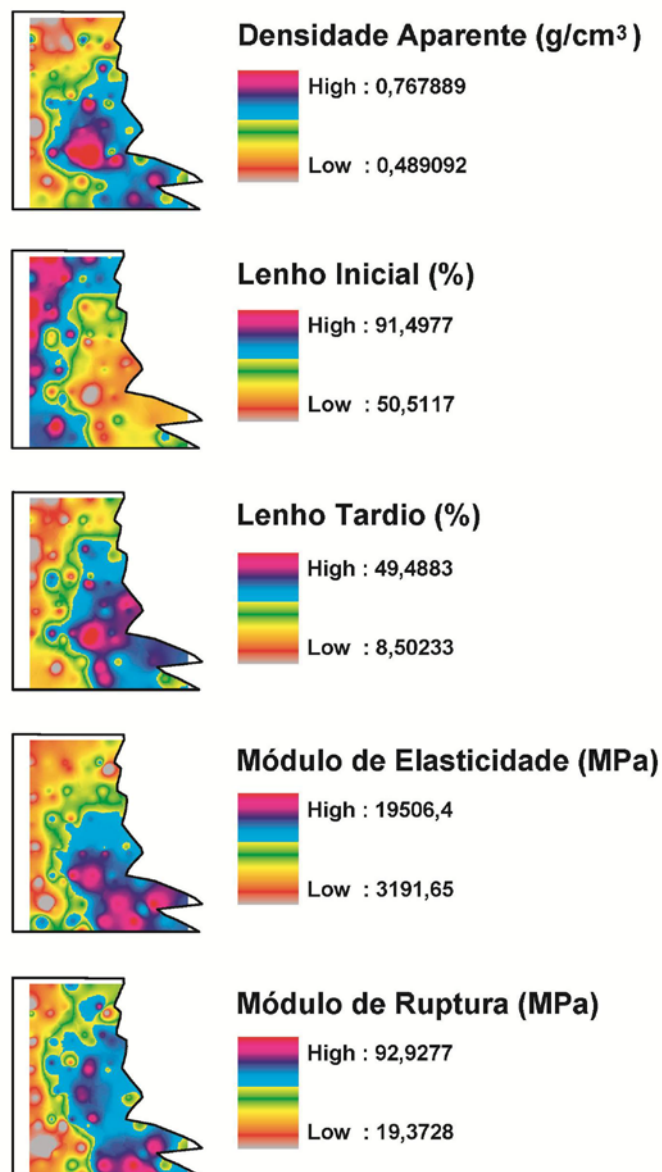 Densidade Aparente (g/cm³)
High : 0,767889
Low : 0,489092
Lenho Inicial (%)
High : 91,4977
Low : 50,5117
Lenho Tardio (%)
High : 49,4883
Low : 8,50233
Módulo de Elasticidade (MPa)
High : 19506,4
Low : 3191,65
Módulo de Ruptura (MPa)
High : 92,9277
Low : 19,3728